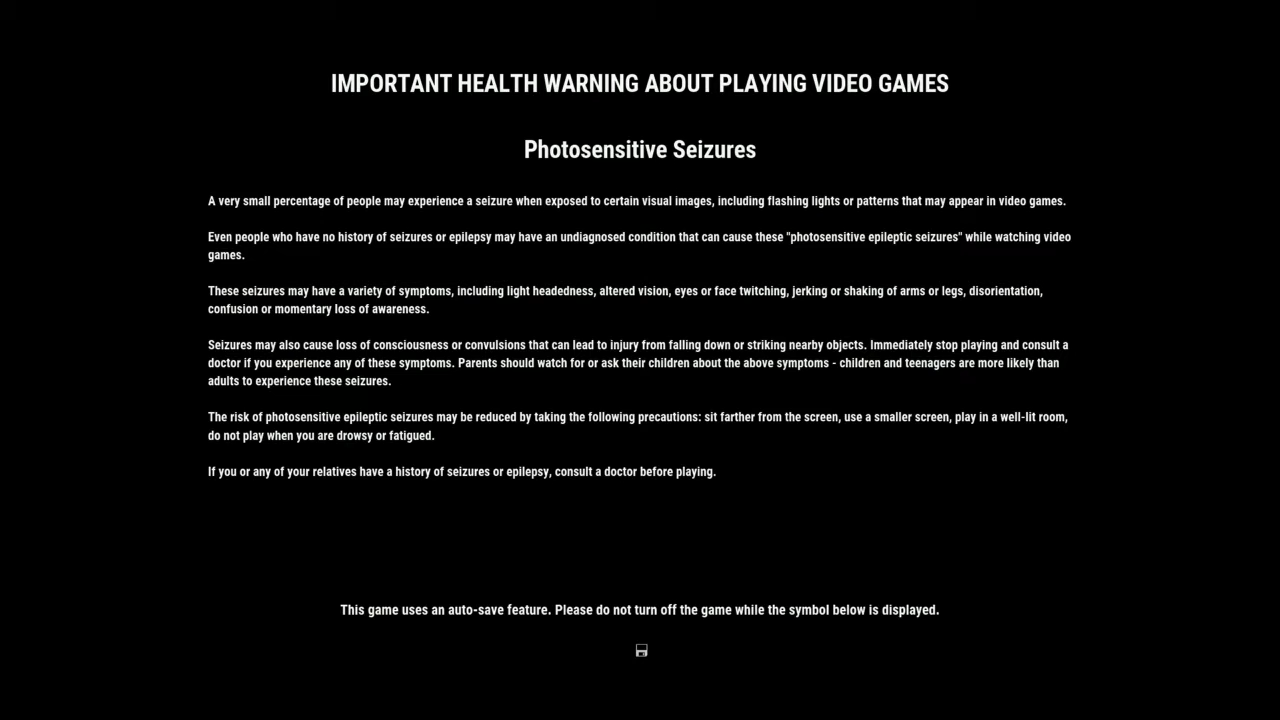 IMPORTANT HEALTH WARNING ABOUT PLAYING VIDEO GAMES
Photosensitive Seizures
A very small percentage of people may experience a seizure when exposed to certain visual images, including flashing lights or patterns that may appear in video games.
Even people who have no history of seizures or epilepsy may have an undiagnosed condition that can cause these "photosensitive epileptic seizures" while watching video
games.
These seizures may have a variety of symptoms, including light headedness, altered vision, eyes or face twitching, jerking or shaking of arms or legs, disorientation,
confusion or momentary loss of awareness.
Seizures may also cause loss of consciousness or convulsions that can lead to injury from falling down or striking nearby objects. Immediately stop playing and consult a
doctor if you experience any of these symptoms. Parents should watch for or ask their children about the above symptoms - children and teenagers are more likely than
adults to experience these seizures.
The risk of photosensitive epileptic seizures may be reduced by taking the following precautions: sit farther from the screen, use a smaller screen, play in a well-lit room,
do not play when you are drowsy or fatigued.
If you or any of your relatives have a history of seizures or epilepsy, consult a doctor before playing.
This game uses an auto-save feature. Please do not turn off the game while the symbol below is displayed.